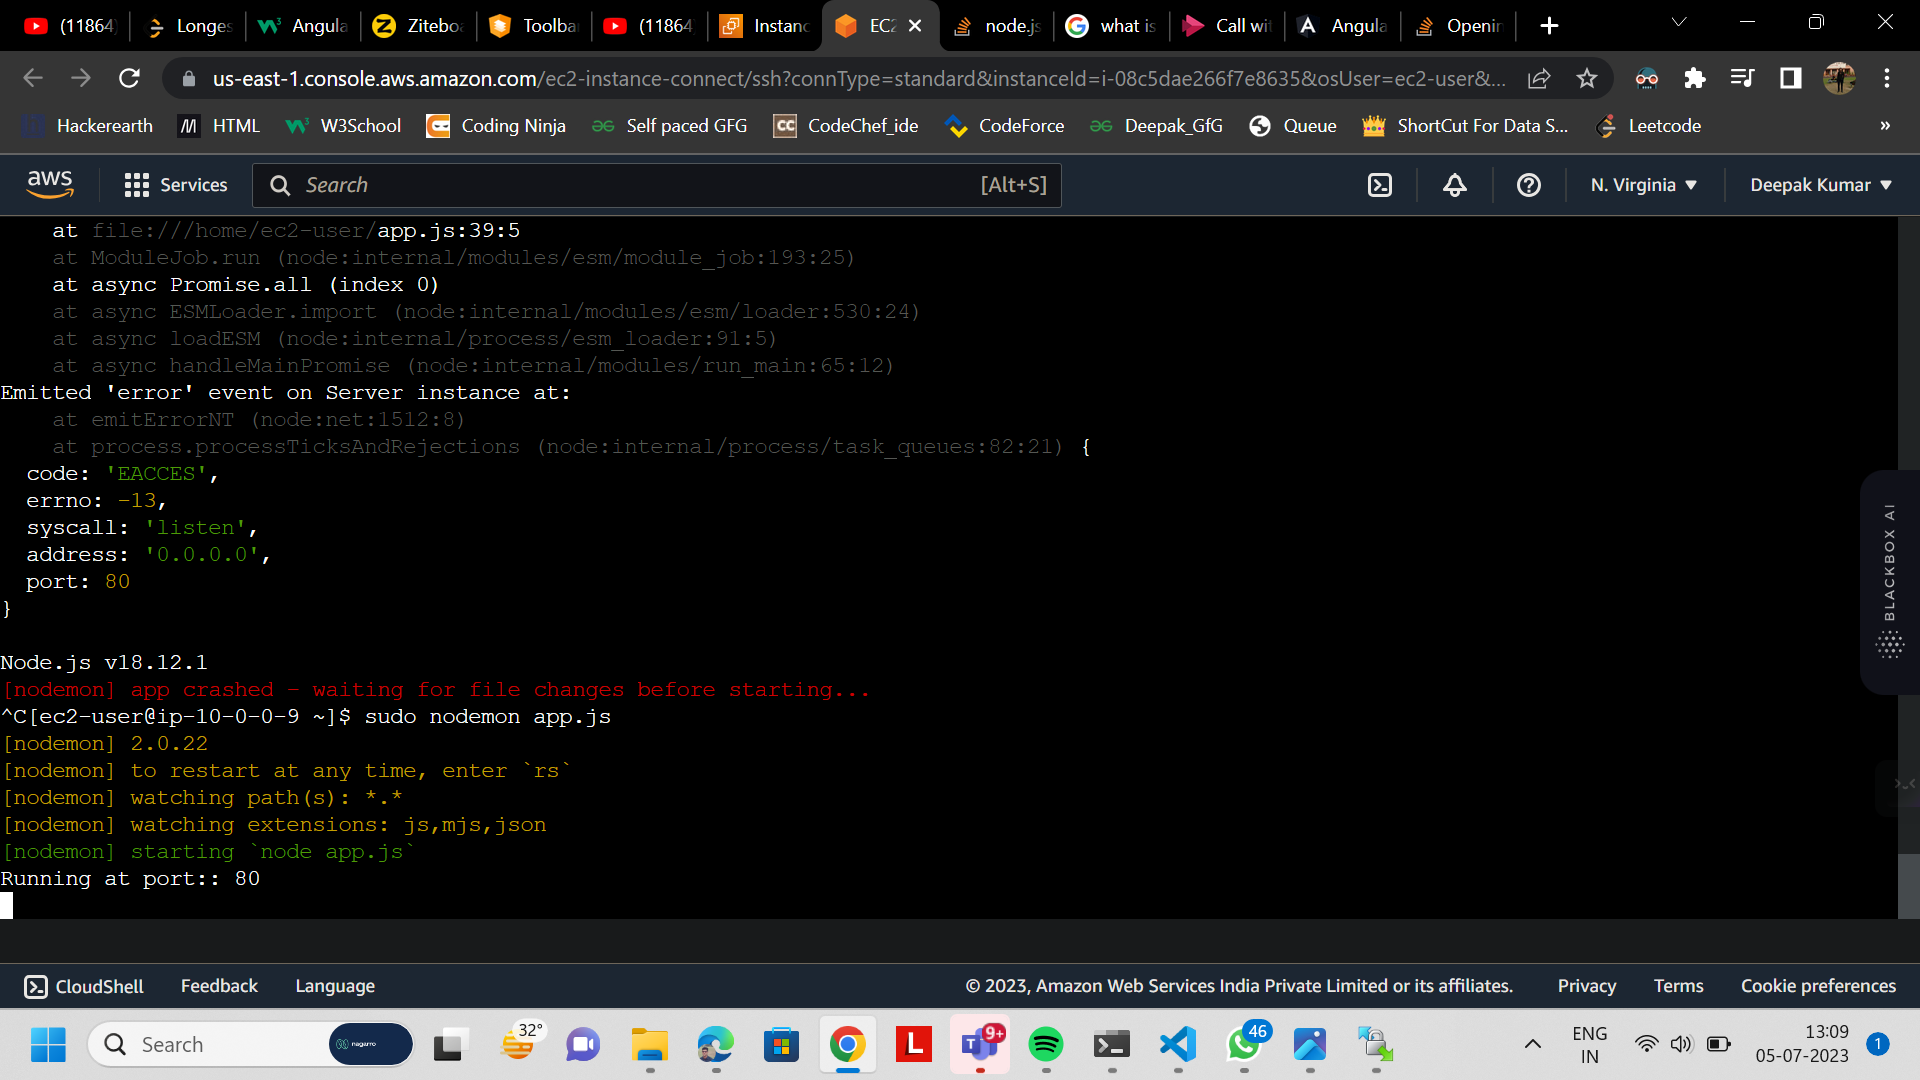 (11864
Longes
Angula
Zitebo
Toolba
(11864
Instanc
EC2
node.js
what is
Call wit
Angula
Openin
us-east-1.console.aws.amazon.com/ec2-instance-connect/ssh?connType=standard&instanceId=i-08c5dae266f7e8635&osUser=ec2-user&...
Hackerearth
HTML
W3School
Coding Ninja
Self paced GFG
CodeChef_ide
CodeForce
Deepak_GfG
Queue
ShortCut For Data S...
Leetcode
»
aws
Services
Search
[Alt+S]
N. Virginia
Deepak Kumar
at file:///home/ec2-user/app.js:39:5
at ModuleJob.run (node:internal/modules/esm/module_job:193:25)
at async Promise.all (index 0)
at async ESMLoader.import (node:internal/modules/esm/loader:530:24)
at async loadESM (node:internal/process/esm_loader:91:5)
at async handleMainPromise (node:internal/modules/run_main:65:12)
Emitted 'error' event on Server instance at:
at emitErrorNT (node:net:1512:8)
at process.processTicksAndRejections (node:internal/process/task_queues:82:21) {
code: 'EACCES',
errno: -13,
syscall: 'listen',
address: '0.0.0.0',
port: 80
}
Node.js v18.12.1
[nodemon] app crashed - waiting for file changes before starting...
^C[ec2-user@ip-10-0-0-9 ~]$ sudo nodemon app.js
[nodemon] 2.0.22
[nodemon] to restart at any time, enter `rs`
[nodemon] watching path(s): *.*
[nodemon] watching extensions: js,mjs,json
[nodemon] starting `node app.js`
Running at port:: 80
BLACKBOX AI
CloudShell
Feedback
Language
© 2023, Amazon Web Services India Private Limited or its affiliates.
Privacy
Terms
Cookie preferences
Search
nagarro
32°
L
9+
46
ENG
IN
13:09
05-07-2023
1